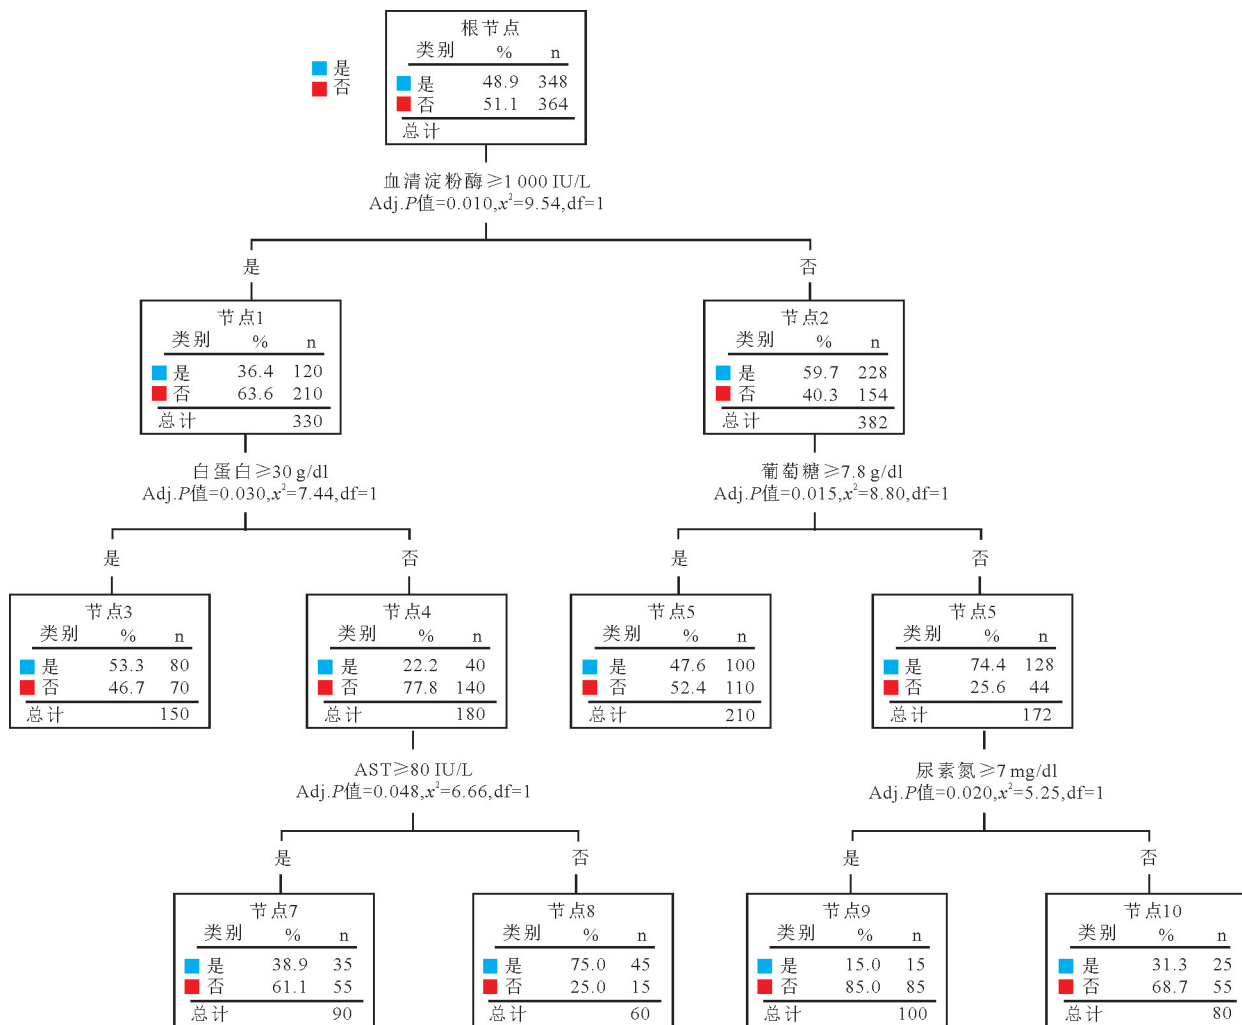 根节点
类别 % n
是 48.9 348
否 51.1 364
总计
是
否
血清淀粉酶≥1 000 IU/L
Adj.P值=0.010,x²=9.54,df=1
是
否
节点1
类别 % n
是 36.4 120
否 63.6 210
总计 330
节点2
类别 % n
是 59.7 228
否 40.3 154
总计 382
白蛋白≥30 g/dl
Adj.P值=0.030,x²=7.44,df=1
葡萄糖≥7.8 g/dl
Adj.P值=0.015,x²=8.80,df=1
是
否
是
否
节点3
类别 % n
是 53.3 80
否 46.7 70
总计 150
节点4
类别 % n
是 22.2 40
否 77.8 140
总计 180
节点5
类别 % n
是 47.6 100
否 52.4 110
总计 210
节点5
类别 % n
是 74.4 128
否 25.6 44
总计 172
AST≥80 IU/L
Adj.P值=0.048,x²=6.66,df=1
尿素氮≥7 mg/dl
Adj.P值=0.020,x²=5.25,df=1
是
否
是
否
节点7
类别 % n
是 38.9 35
否 61.1 55
总计 90
节点8
类别 % n
是 75.0 45
否 25.0 15
总计 60
节点9
类别 % n
是 15.0 15
否 85.0 85
总计 100
节点10
类别 % n
是 31.3 25
否 68.7 55
总计 80